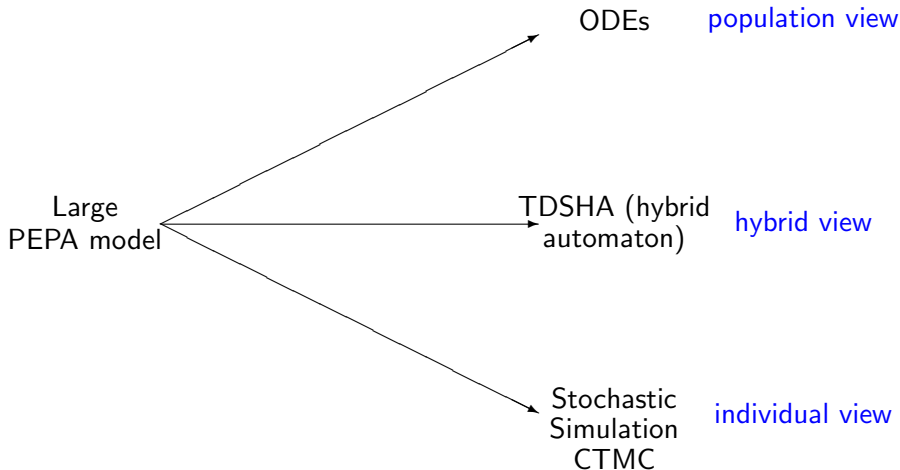 ODEs
population view
Large
PEPA model
TDSHA (hybrid
automaton)
hybrid view
Stochastic
Simulation
CTMC
individual view